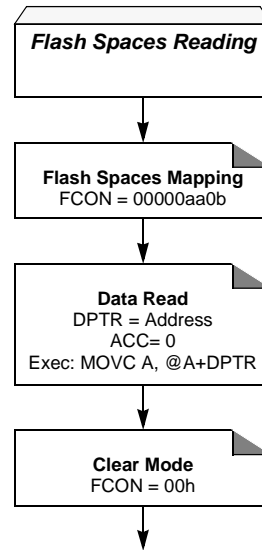 Flash Spaces Reading
Flash Spaces Mapping
FCON = 00000aa0b
Data Read
DPTR = Address
ACC= 0
Exec: MOVC A, @A+DPTR
Clear Mode
FCON = 00h